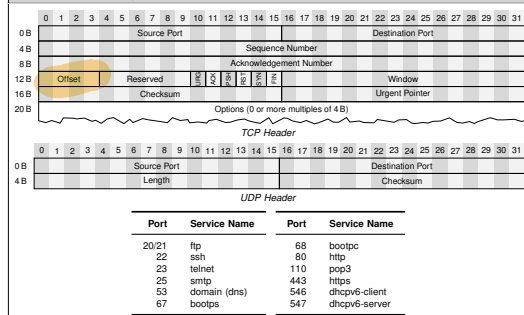 0 1 2 3 4 5 6 7 8 9 10 11 12 13 14 15 16 17 18 19 20 21 22 23 24 25 26 27 28 29 30 31
0 B Source Port Destination Port
4 B Sequence Number
8 B Acknowledgement Number
12 B Offset Reserved URG ACK PSH RST SYN FIN Window
16 B Checksum Urgent Pointer
20 B Options (0 or more multiples of 4 B)
TCP Header
0 1 2 3 4 5 6 7 8 9 10 11 12 13 14 15 16 17 18 19 20 21 22 23 24 25 26 27 28 29 30 31
0 B Source Port Destination Port
4 B Length Checksum
UDP Header
Port Service Name Port Service Name
20/21 ftp 68 bootpc
22 ssh 80 http
23 telnet 110 pop3
25 smtp 443 https
53 domain (dns) 546 dhcpv6-client
67 bootps 547 dhcpv6-server